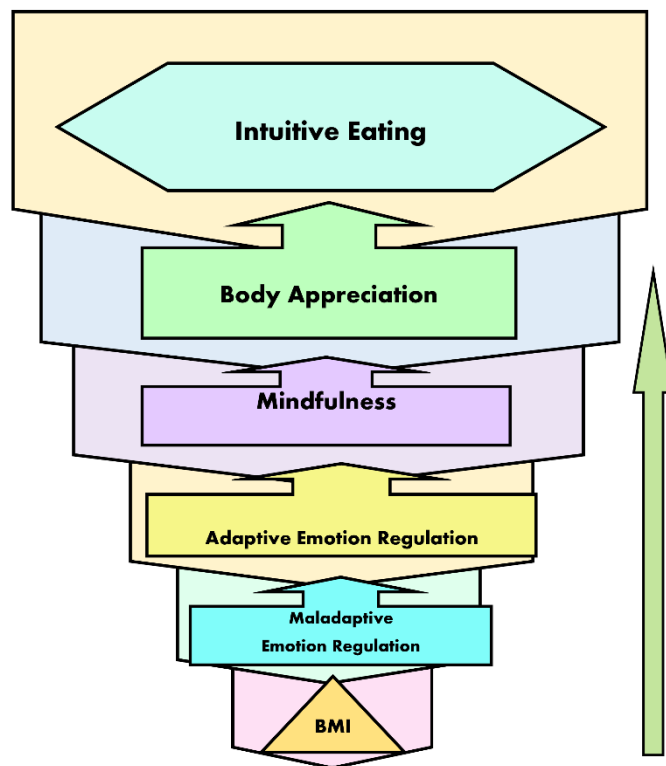 Intuitive Eating
Body Appreciation
Mindfulness
Adaptive Emotion Regulation
Maladaptive
Emotion Regulation
BMI